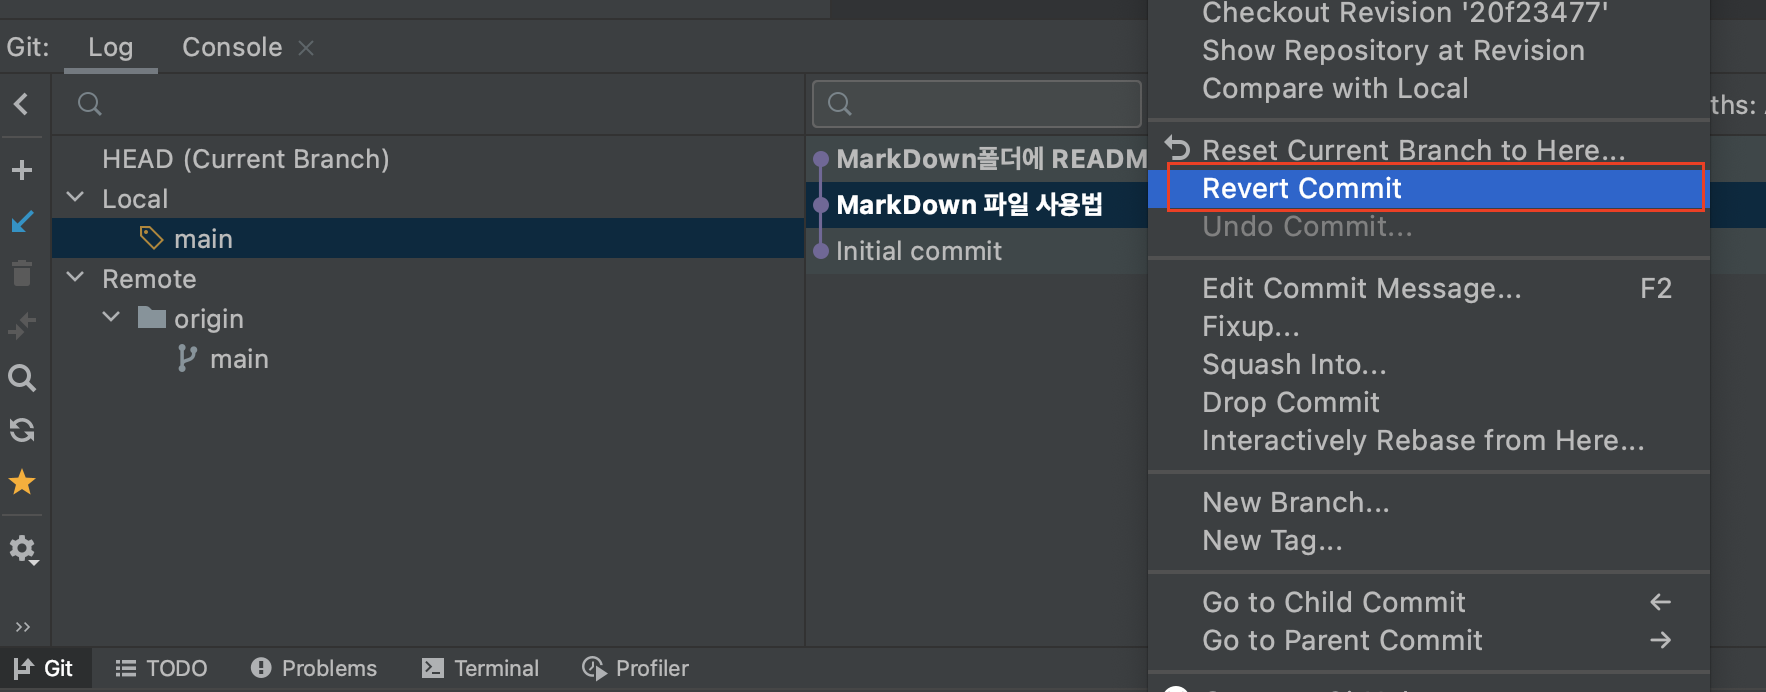 Git:
Log
Console
HEAD (Current Branch)
Local
main
Remote
origin
main
MarkDown폴더에 READM
MarkDown 파일 사용법
Initial commit
ths:
Checkout Revision '20f23477'
Show Repository at Revision
Compare with Local
Reset Current Branch to Here...
Revert Commit
Undo Commit...
Edit Commit Message... F2
Fixup...
Squash Into...
Drop Commit
Interactively Rebase from Here...
New Branch...
New Tag...
Go to Child Commit ←
Go to Parent Commit →
Git
TODO
Problems
Terminal
Profiler